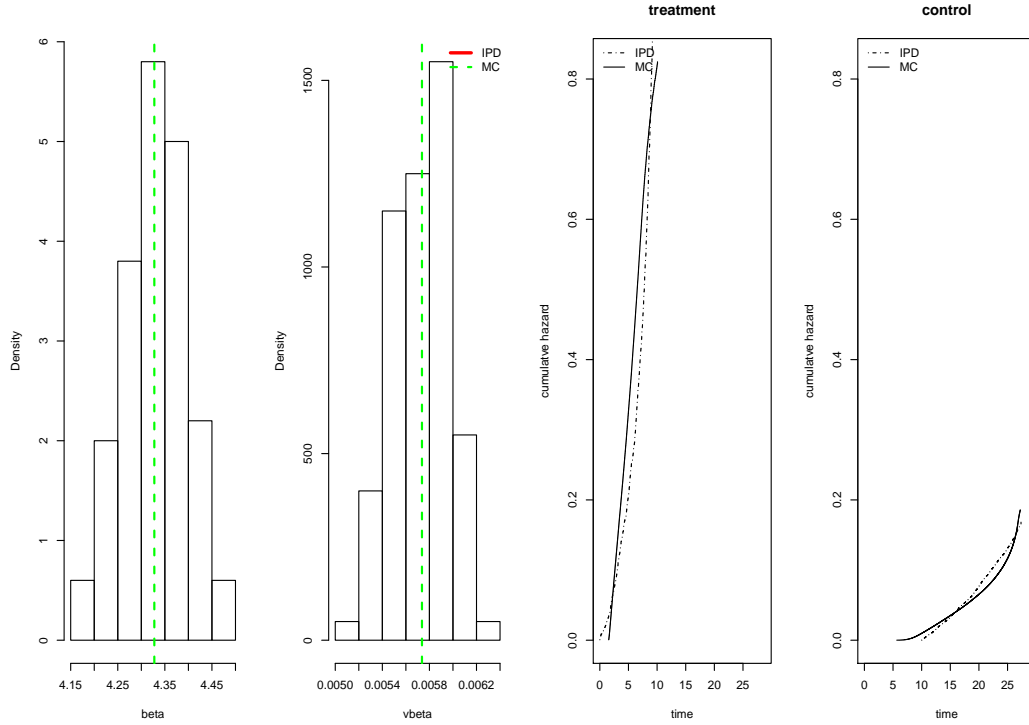 treatment
control
IPD
MC
IPD
MC
IPD
MC
Density
0
1
2
3
4
5
6
4.15
4.25
4.35
4.45
beta
Density
0
500
1000
1500
0.0050
0.0054
0.0058
0.0062
vbeta
cumulatve hazard
0.0
0.2
0.4
0.6
0.8
0
5
10
15
20
25
time
cumulatve hazard
0.0
0.2
0.4
0.6
0.8
0
5
10
15
20
25
time